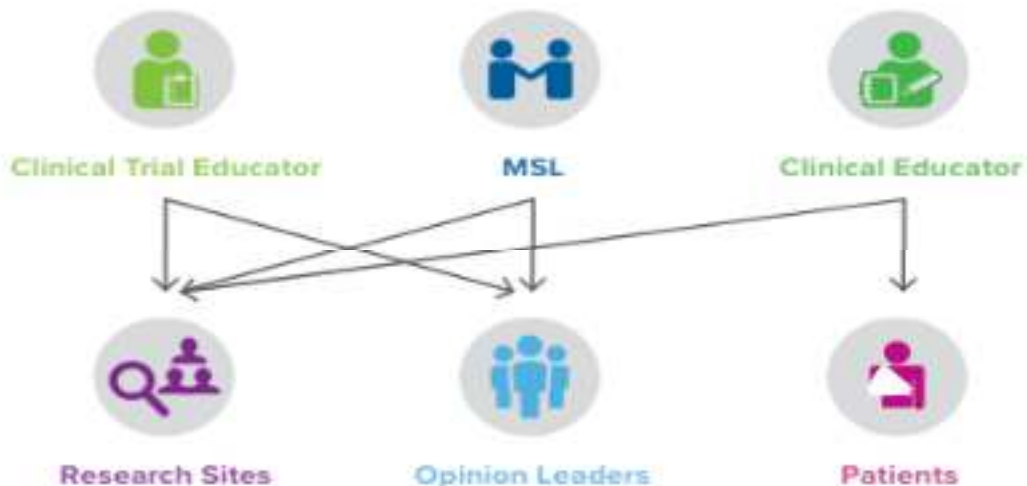 Clinical Trial Educator
MSL
Clinical Educator
Research Sites
Opinion Leaders
Patients